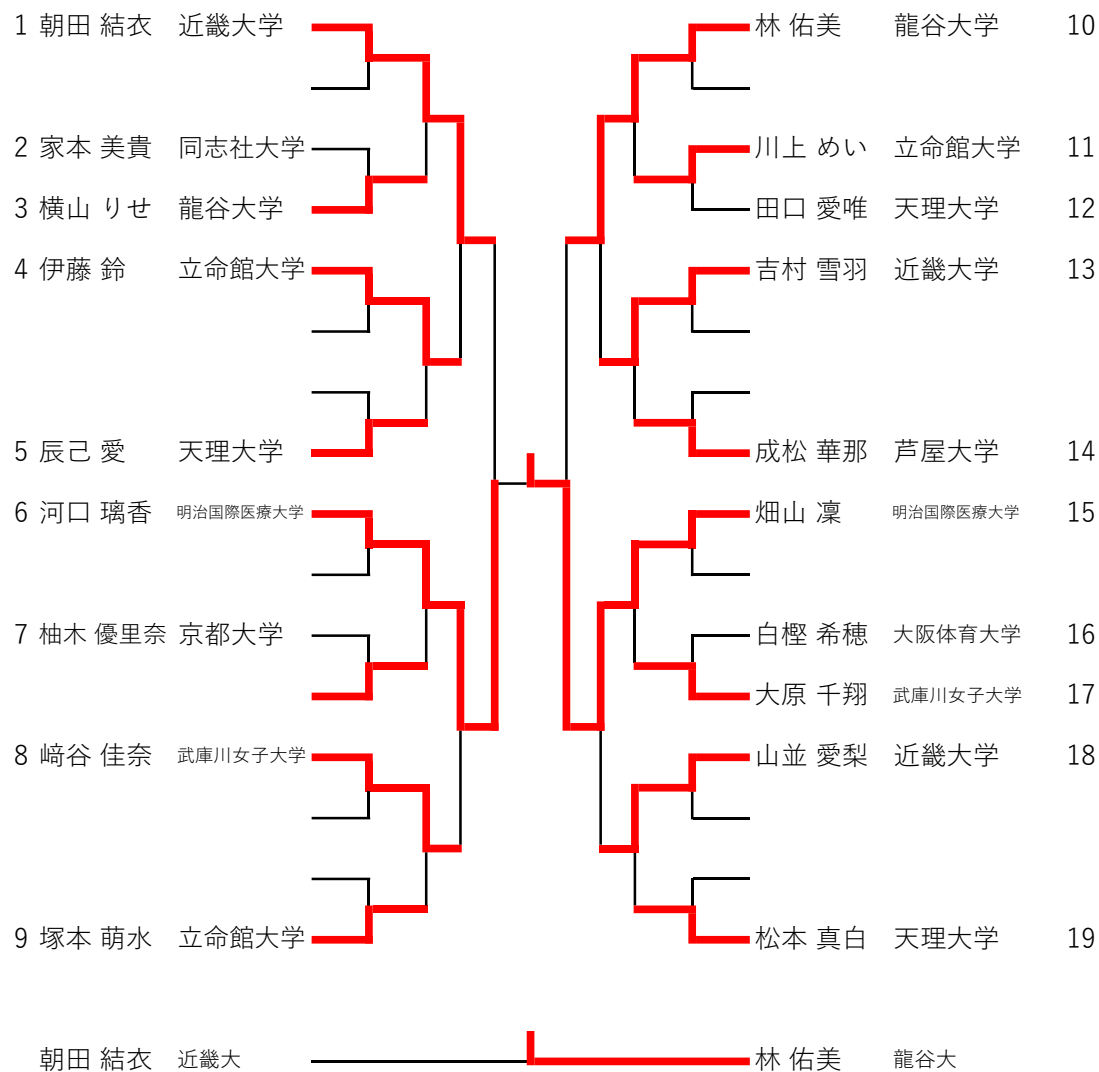 1 朝田 結衣 近畿大学 林 佑美 龍谷大学 10
2 家本 美貴 同志社大学 川上 めい 立命館大学 11
3 横山 りせ 龍谷大学 田口 愛唯 天理大学 12
4 伊藤 鈴 立命館大学 吉村 雪羽 近畿大学 13
5 辰己 愛 天理大学 成松 華那 芦屋大学 14
6 河口 璃香 明治国際医療大学 畑山 凜 明治国際医療大学 15
7 柚木 優里奈 京都大学 白樫 希穂 大阪体育大学 16
大原 千翔 武庫川女子大学 17
8 﨑谷 佳奈 武庫川女子大学 山並 愛梨 近畿大学 18
9 塚本 萌水 立命館大学 松本 真白 天理大学 19
朝田 結衣 近畿大 林 佑美 龍谷大